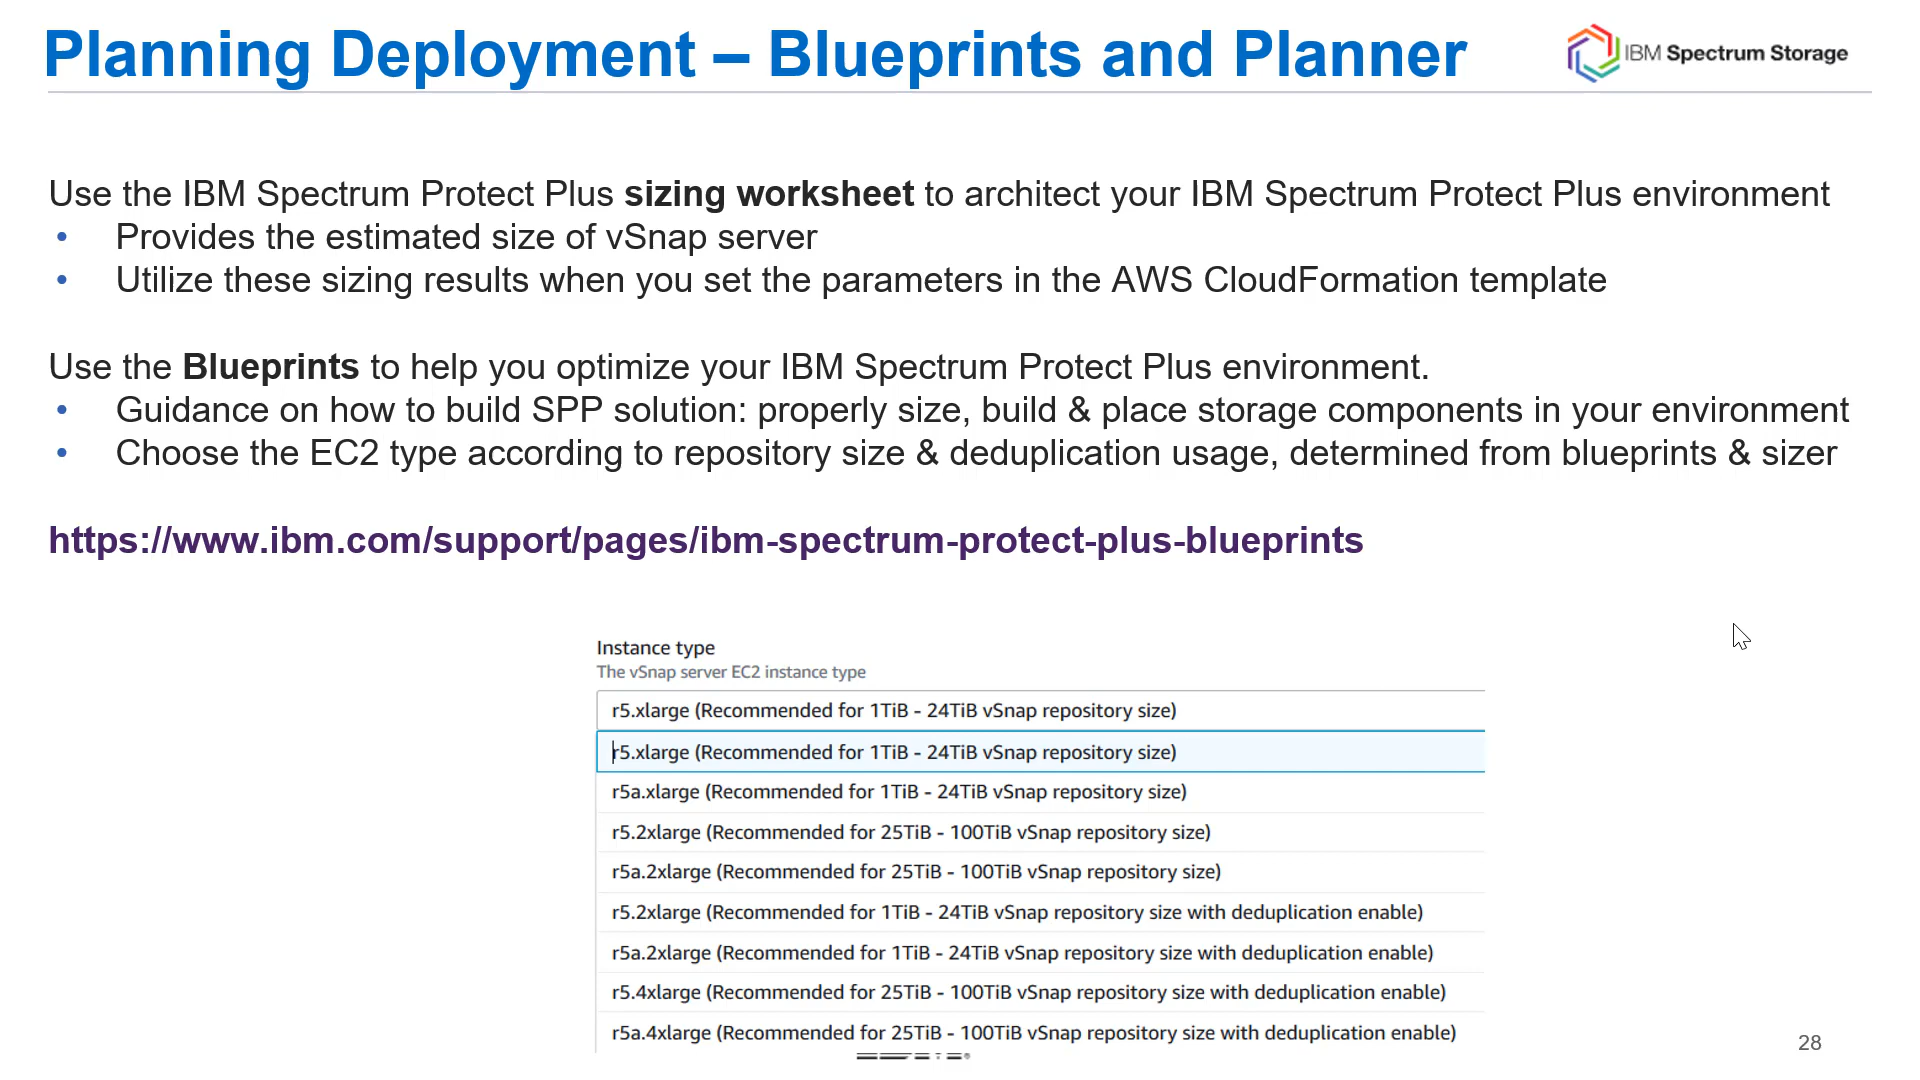 Planning Deployment – Blueprints and Planner
IBM Spectrum Storage
Use the IBM Spectrum Protect Plus sizing worksheet to architect your IBM Spectrum Protect Plus environment
• Provides the estimated size of vSnap server
• Utilize these sizing results when you set the parameters in the AWS CloudFormation template
Use the Blueprints to help you optimize your IBM Spectrum Protect Plus environment.
• Guidance on how to build SPP solution: properly size, build & place storage components in your environment
• Choose the EC2 type according to repository size & deduplication usage, determined from blueprints & sizer
https://www.ibm.com/support/pages/ibm-spectrum-protect-plus-blueprints
Instance type
The vSnap server EC2 instance type
r5.xlarge (Recommended for 1TiB - 24TiB vSnap repository size)
r5.xlarge (Recommended for 1TiB - 24TiB vSnap repository size)
r5a.xlarge (Recommended for 1TiB - 24TiB vSnap repository size)
r5.2xlarge (Recommended for 25TiB - 100TiB vSnap repository size)
r5a.2xlarge (Recommended for 25TiB - 100TiB vSnap repository size)
r5.2xlarge (Recommended for 1TiB - 24TiB vSnap repository size with deduplication enable)
r5a.2xlarge (Recommended for 1TiB - 24TiB vSnap repository size with deduplication enable)
r5.4xlarge (Recommended for 25TiB - 100TiB vSnap repository size with deduplication enable)
r5a.4xlarge (Recommended for 25TiB - 100TiB vSnap repository size with deduplication enable)
28